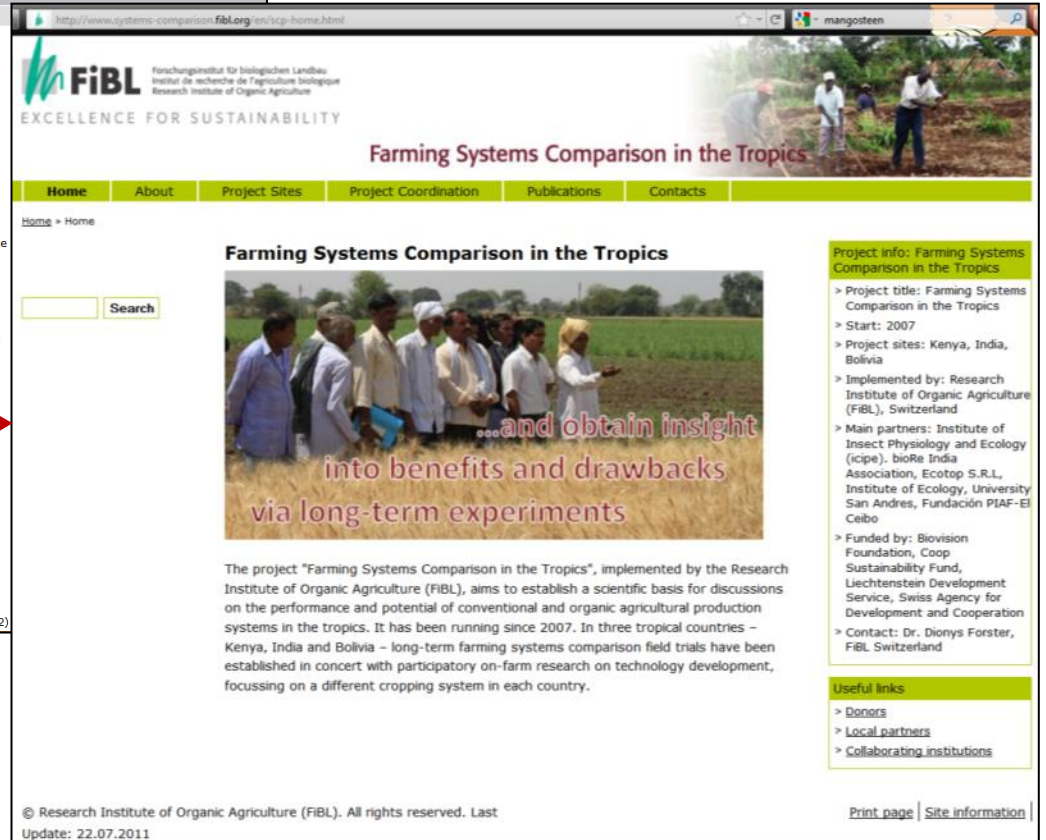 http://www.systems-comparison.fibl.org/en/scp-home.html
mangosteen
FiBL
Forschungsinstitut für biologischen Landbau
Institut de recherche de l'agriculture biologique
Research Institute of Organic Agriculture
EXCELLENCE FOR SUSTAINABILITY
Farming Systems Comparison in the Tropics
Home About Project Sites Project Coordination Publications Contacts
Home » Home
Search
Farming Systems Comparison in the Tropics
...and obtain insight
into benefits and drawbacks
via long-term experiments
The project "Farming Systems Comparison in the Tropics", implemented by the Research
Institute of Organic Agriculture (FiBL), aims to establish a scientific basis for discussions
on the performance and potential of conventional and organic agricultural production
systems in the tropics. It has been running since 2007. In three tropical countries –
Kenya, India and Bolivia – long-term farming systems comparison field trials have been
established in concert with participatory on-farm research on technology development,
focussing on a different cropping system in each country.
Project info: Farming Systems
Comparison in the Tropics
> Project title: Farming Systems
Comparison in the Tropics
> Start: 2007
> Project sites: Kenya, India,
Bolivia
> Implemented by: Research
Institute of Organic Agriculture
(FiBL), Switzerland
> Main partners: Institute of
Insect Physiology and Ecology
(icipe). bioRe India
Association, Ecotop S.R.L,
Institute of Ecology, University
San Andres, Fundación PIAF-El
Ceibo
> Funded by: Biovision
Foundation, Coop
Sustainability Fund,
Liechtenstein Development
Service, Swiss Agency for
Development and Cooperation
> Contact: Dr. Dionys Forster,
FiBL Switzerland
Useful links
> Donors
> Local partners
> Collaborating institutions
© Research Institute of Organic Agriculture (FiBL). All rights reserved. Last
Update: 22.07.2011
Print page | Site information |